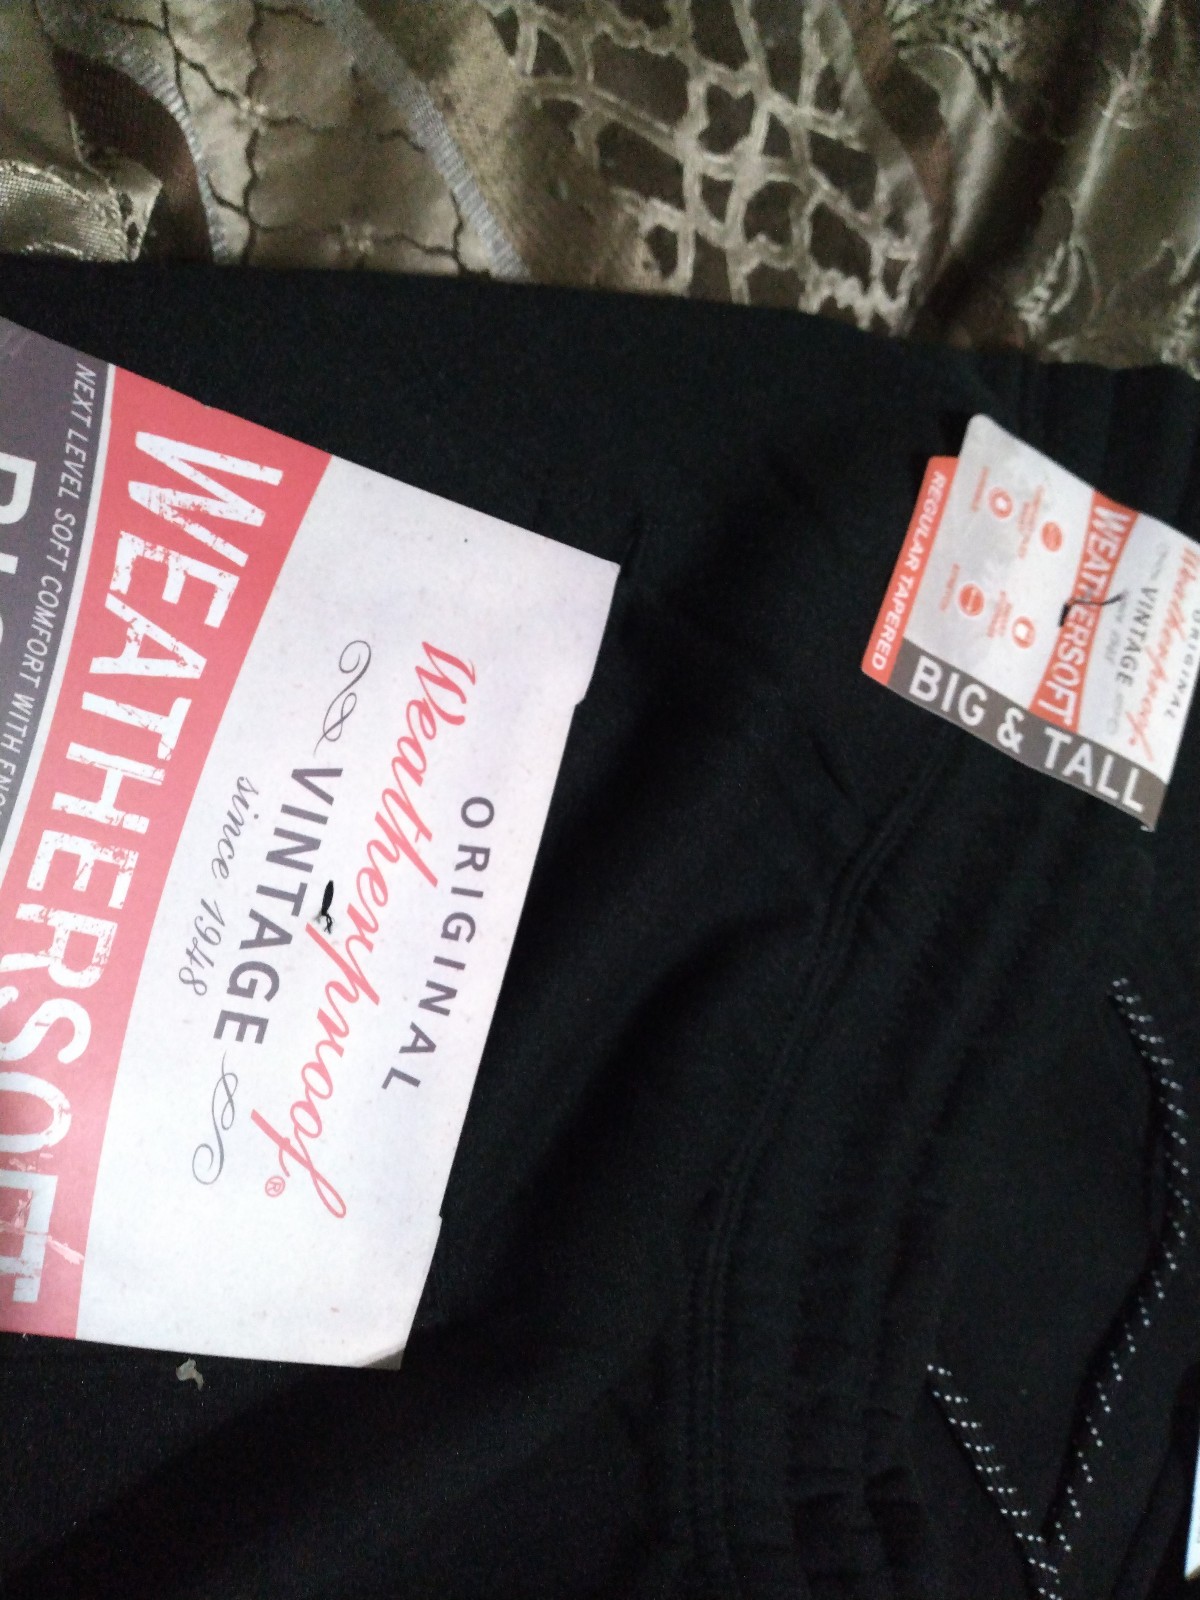 ORIGINAL
Weatherproof®
VINTAGE
since 1948
WEATHERSOFT
NEXT LEVEL SOFT COMFORT WITH
ORIGINAL
Weatherproof
VINTAGE
WEATHERSOFT
BIG & TALL
REGULAR TAPERED